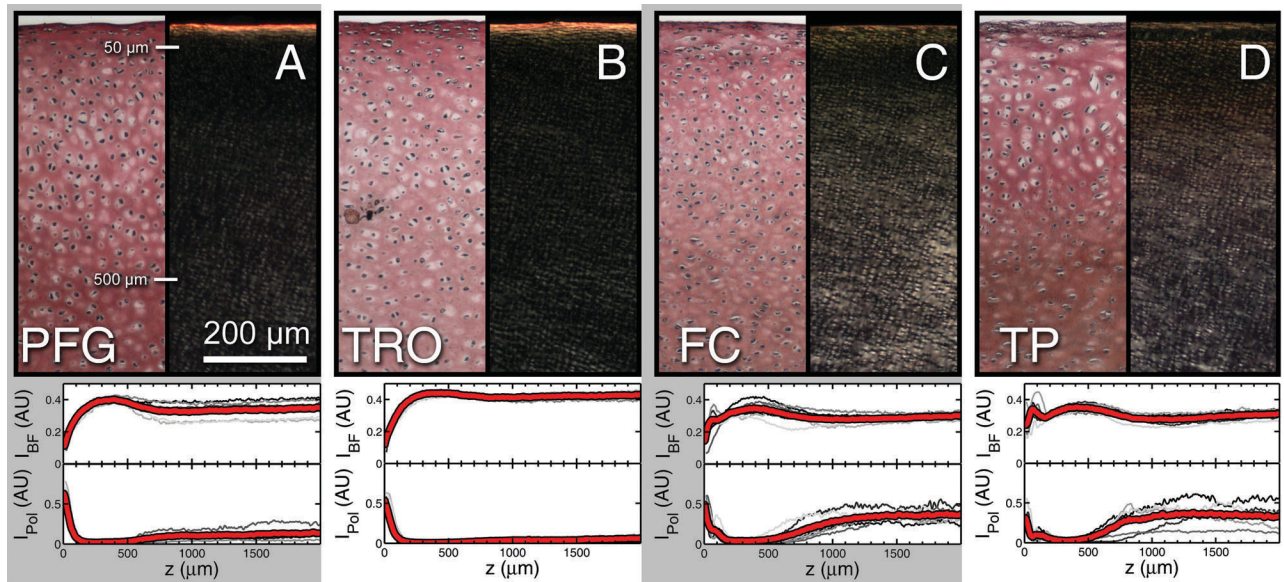 A
B
C
D
50 µm
500 µm
200 µm
PFG
TRO
FC
TP
I_BF (AU)
0.4
0.2
0
I_Pol (AU)
0.5
0
0 500 1000 1500
z (µm)
I_BF (AU)
0.4
0.2
0
I_Pol (AU)
0.5
0
0 500 1000 1500
z (µm)
I_BF (AU)
0.4
0.2
0
I_Pol (AU)
0.5
0
0 500 1000 1500
z (µm)
I_BF (AU)
0.4
0.2
0
I_Pol (AU)
0.5
0
0 500 1000 1500
z (µm)